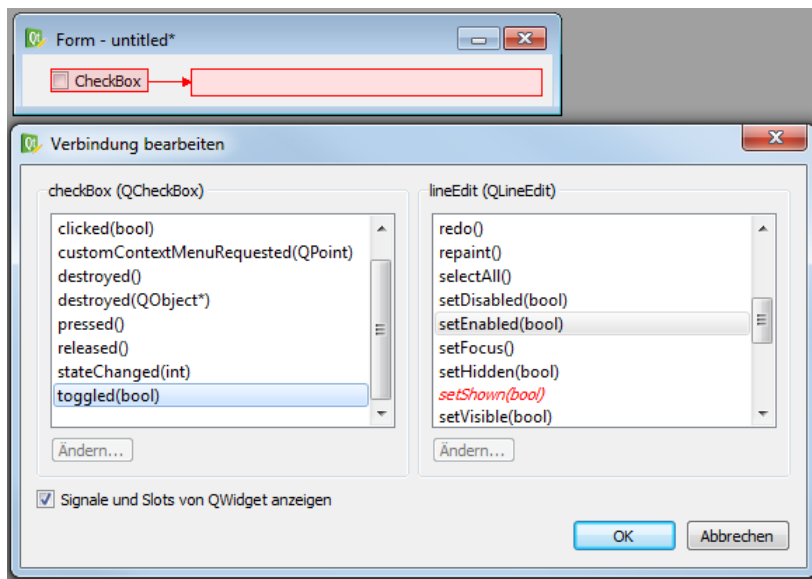 Form - untitled*
CheckBox
Verbindung bearbeiten
checkBox (QCheckBox)
clicked(bool)
customContextMenuRequested(QPoint)
destroyed()
destroyed(QObject*)
pressed()
released()
stateChanged(int)
toggled(bool)
Ändern...
lineEdit (QLineEdit)
redo()
repaint()
selectAll()
setDisabled(bool)
setEnabled(bool)
setFocus()
setHidden(bool)
setShown(bool)
setVisible(bool)
Ändern...
Signale und Slots von QWidget anzeigen
OK
Abbrechen